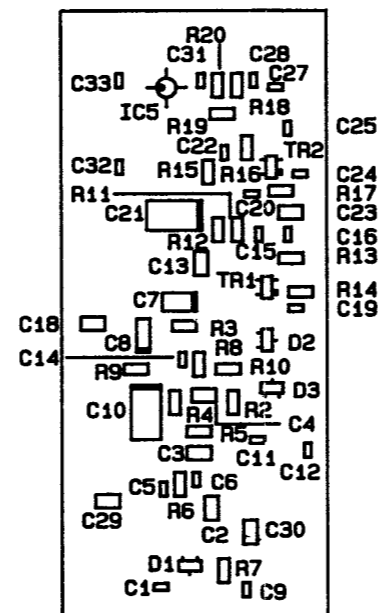 R20
C31 C28
C33 C27
IC5 R18
R19 C25
C22 TR2
C32 R15 R16 C24
R11 R17
C21 C20 C23
R12 C16
C15
C13 R13
TR1 R14
C7 C19
C18 R3
C8 D2
C14 R8
R9 R10
D3
C10 R4 R2 C4
R5
C3 C11 C12
C5 C6
C29 R6
C2 C30
D1 R7
C1 C9